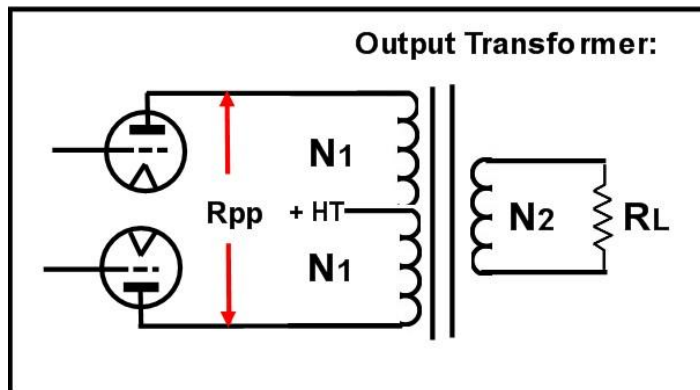 Output Transformer:
N1
Rpp + HT
N2 RL
N1